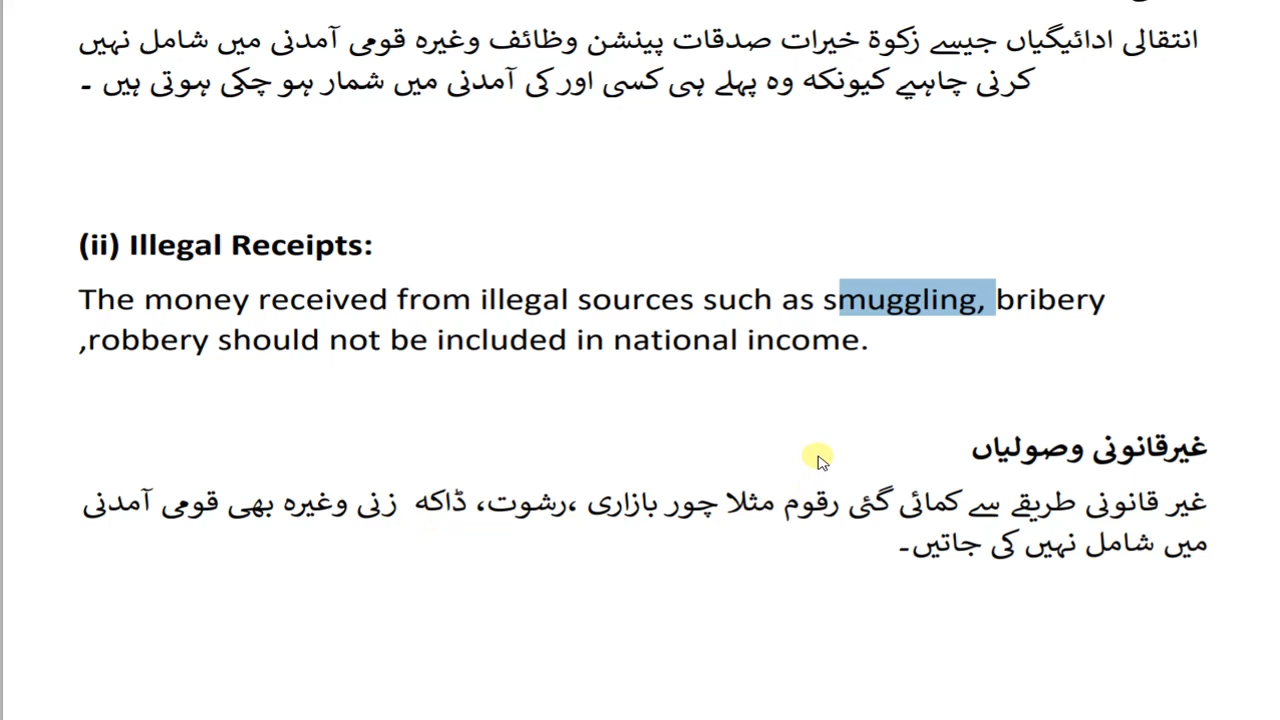 انتقالی ادائیگیاں جیسے زکوۃ خیرات صدقات پینشن وظائف وغیرہ قومی آمدنی میں شامل نہیں
کرنی چاہیے کیونکہ وہ پہلے ہی کسی اور کی آمدنی میں شمار ہو چکی ہوتی ہیں ۔
(ii) Illegal Receipts:
The money received from illegal sources such as smuggling, bribery
,robbery should not be included in national income.
غیرقانونی وصولیاں
غیر قانونی طریقے سے کمائی گئی رقوم مثلا چور بازاری ،رشوت، ڈاکہ زنی وغیرہ بھی قومی آمدنی
میں شامل نہیں کی جاتیں۔